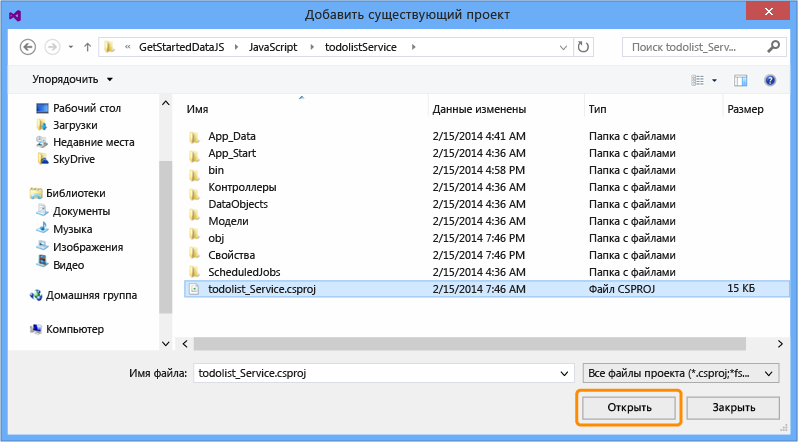 Добавить существующий проект
« GetStartedDataJS JavaScript todolistService
Поиск todolist_Serv...
Упорядочить
Рабочий стол
Загрузки
Недавние места
SkyDrive
Библиотеки
Документы
Музыка
Изображения
Видео
Домашняя группа
Компьютер
Имя Данные изменены Тип Размер
App_Data 2/15/2014 4:41 AM Папка с файлами
App_Start 2/15/2014 4:36 AM Папка с файлами
bin 2/15/2014 4:58 PM Папка с файлами
Контроллеры 2/15/2014 4:36 AM Папка с файлами
DataObjects 2/15/2014 4:36 AM Папка с файлами
Модели 2/15/2014 4:36 AM Папка с файлами
obj 2/15/2014 7:46 PM Папка с файлами
Свойства 2/15/2014 7:46 PM Папка с файлами
ScheduledJobs 2/15/2014 4:36 AM Папка с файлами
todolist_Service.csproj 2/15/2014 7:46 AM Файл CSPROJ 15 КБ
Имя файла: todolist_Service.csproj Все файлы проекта (*.csproj;*fs...
Открыть Закрыть